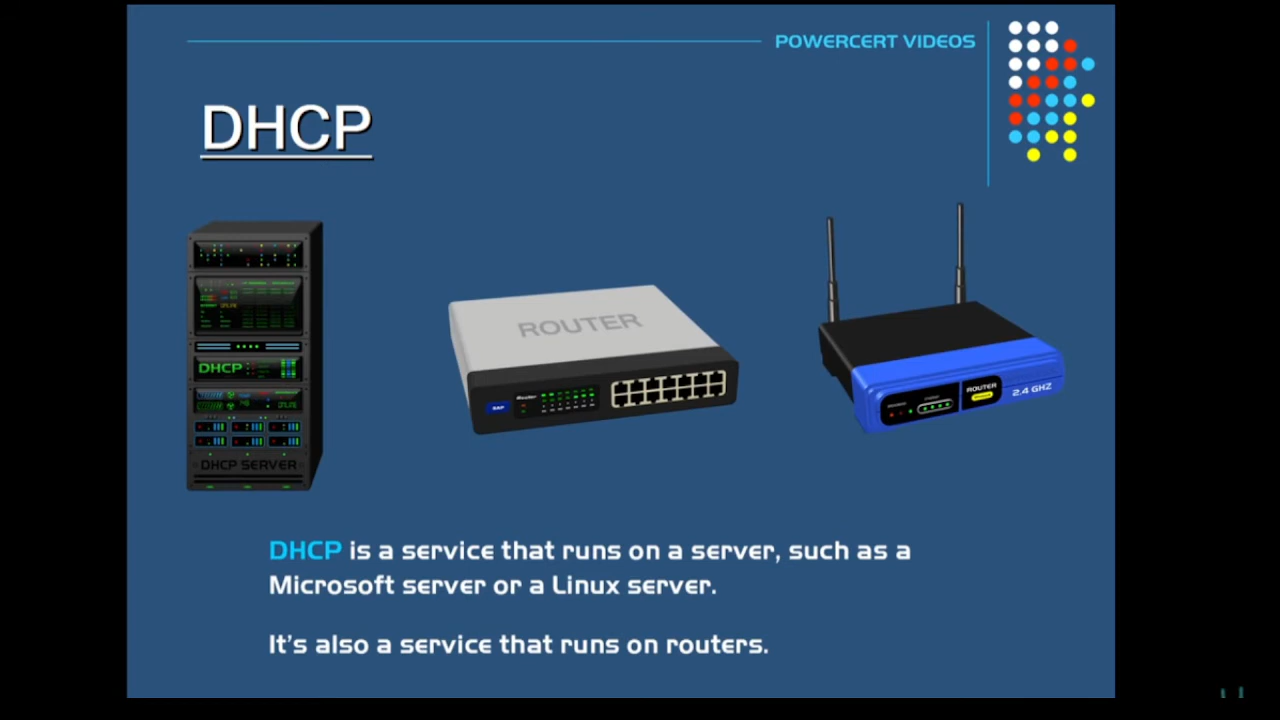 POWERCERT VIDEOS
DHCP
ROUTER
DHCP
Router
ROUTER
2.4 GHZ
DHCP SERVER
DHCP is a service that runs on a server, such as a
Microsoft server or a Linux server.
It's also a service that runs on routers.